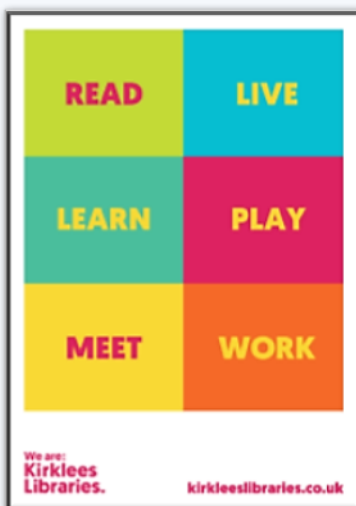 READ LIVE
LEARN PLAY
MEET WORK
We are:
Kirklees
Libraries.
kirkleeslibraries.co.uk